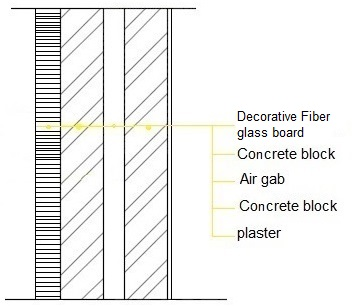 Decorative Fiber
glass board
Concrete block
Air gab
Concrete block
plaster